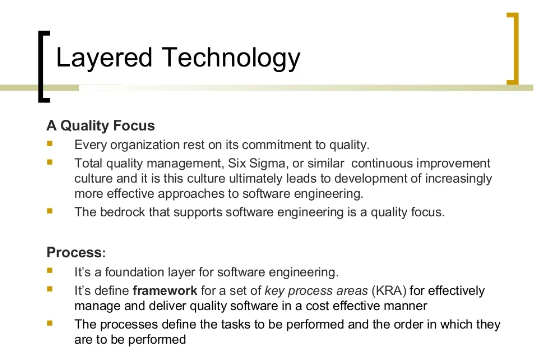 Layered Technology
A Quality Focus
Every organization rest on its commitment to quality.
Total quality management, Six Sigma, or similar continuous improvement
culture and it is this culture ultimately leads to development of increasingly
more effective approaches to software engineering.
The bedrock that supports software engineering is a quality focus.
Process:
It's a foundation layer for software engineering.
It's define framework for a set of key process areas (KRA) for effectively
manage and deliver quality software in a cost effective manner
The processes define the tasks to be performed and the order in which they
are to be performed